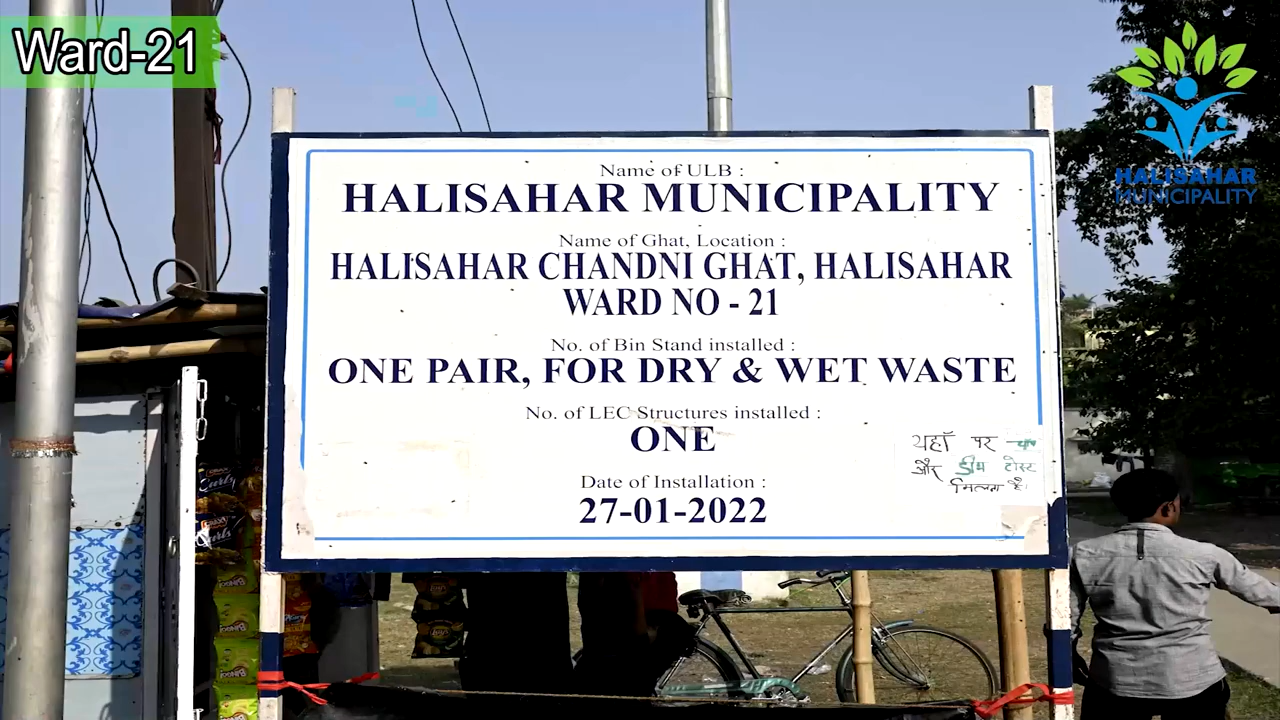 Ward-21
HALISAHAR
MUNICIPALITY
Name of ULB :
HALISAHAR MUNICIPALITY
Name of Ghat, Location :
HALISAHAR CHANDNI GHAT, HALISAHAR
WARD NO - 21
No. of Bin Stand installed :
ONE PAIR, FOR DRY & WET WASTE
No. of LEC Structures installed :
ONE
Date of Installation :
27-01-2022
यहाँ पर
और डीम टोस्ट
मिलता है।